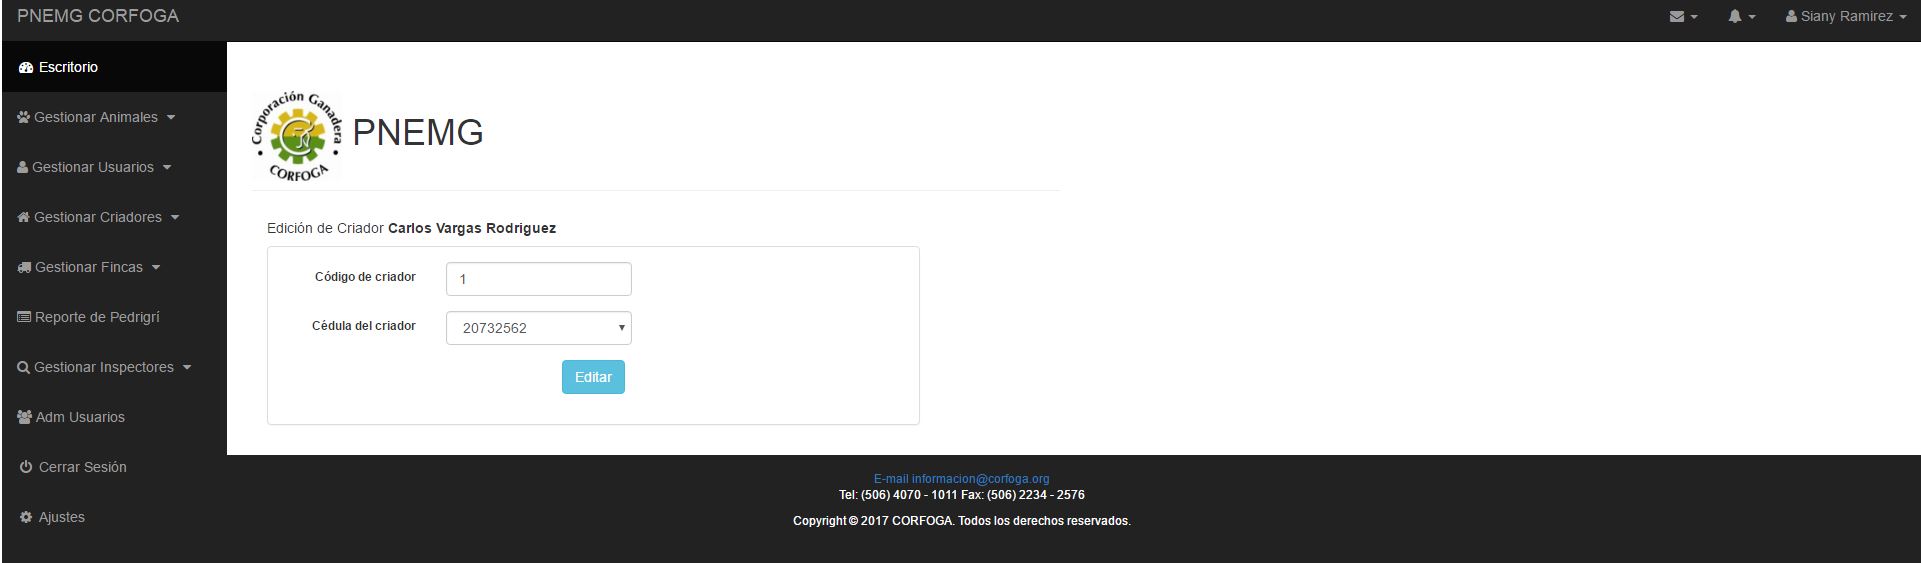 PNEMG CORFOGA
Siany Ramirez
Escritorio
Gestionar Animales
Gestionar Usuarios
Gestionar Criadores
Gestionar Fincas
Reporte de Pedrigrí
Gestionar Inspectores
Adm Usuarios
Cerrar Sesión
Ajustes
Corporación Ganadera
• CORFOGA •
PNEMG
Edición de Criador Carlos Vargas Rodriguez
Código de criador 1
Cédula del criador 20732562
Editar
E-mail informacion@corfoga.org
Tel: (506) 4070 - 1011 Fax: (506) 2234 - 2576
Copyright © 2017 CORFOGA. Todos los derechos reservados.